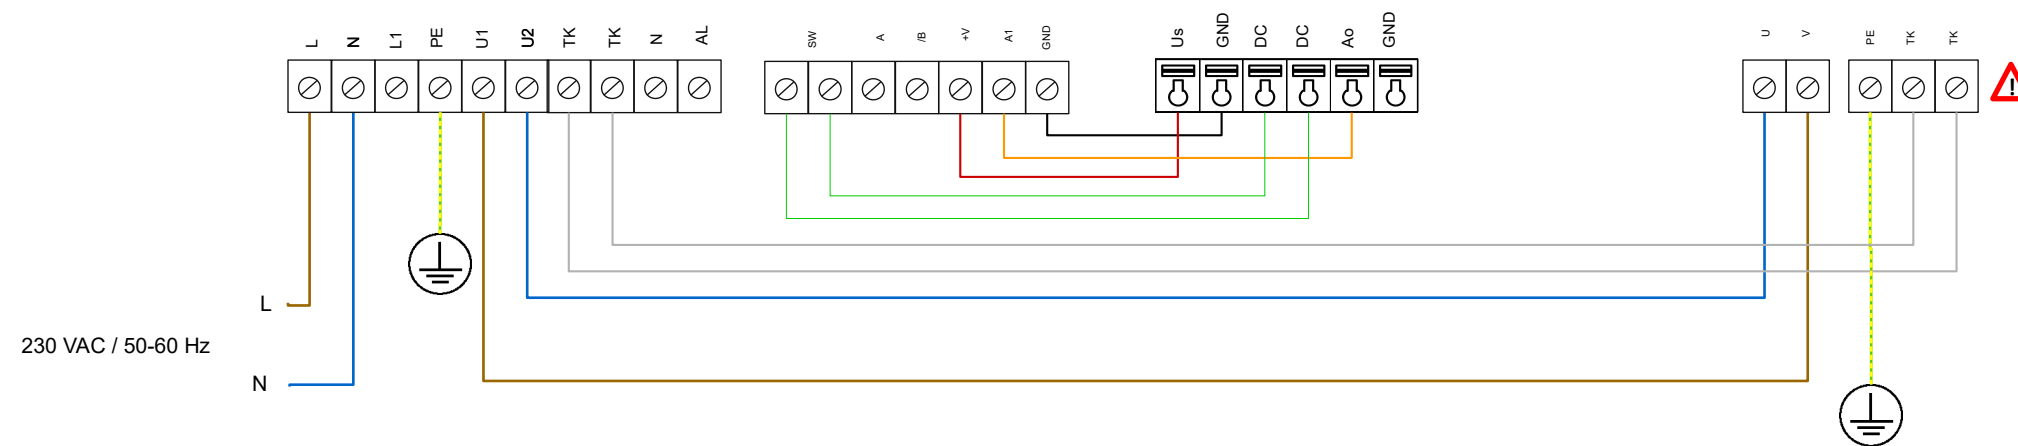 L N L1 PE U1 U2 TK TK N AL
SW A /B +V A1 GND
Us GND DC DC Ao GND
U V PE TK TK
!
L
230 VAC / 50-60 Hz
N